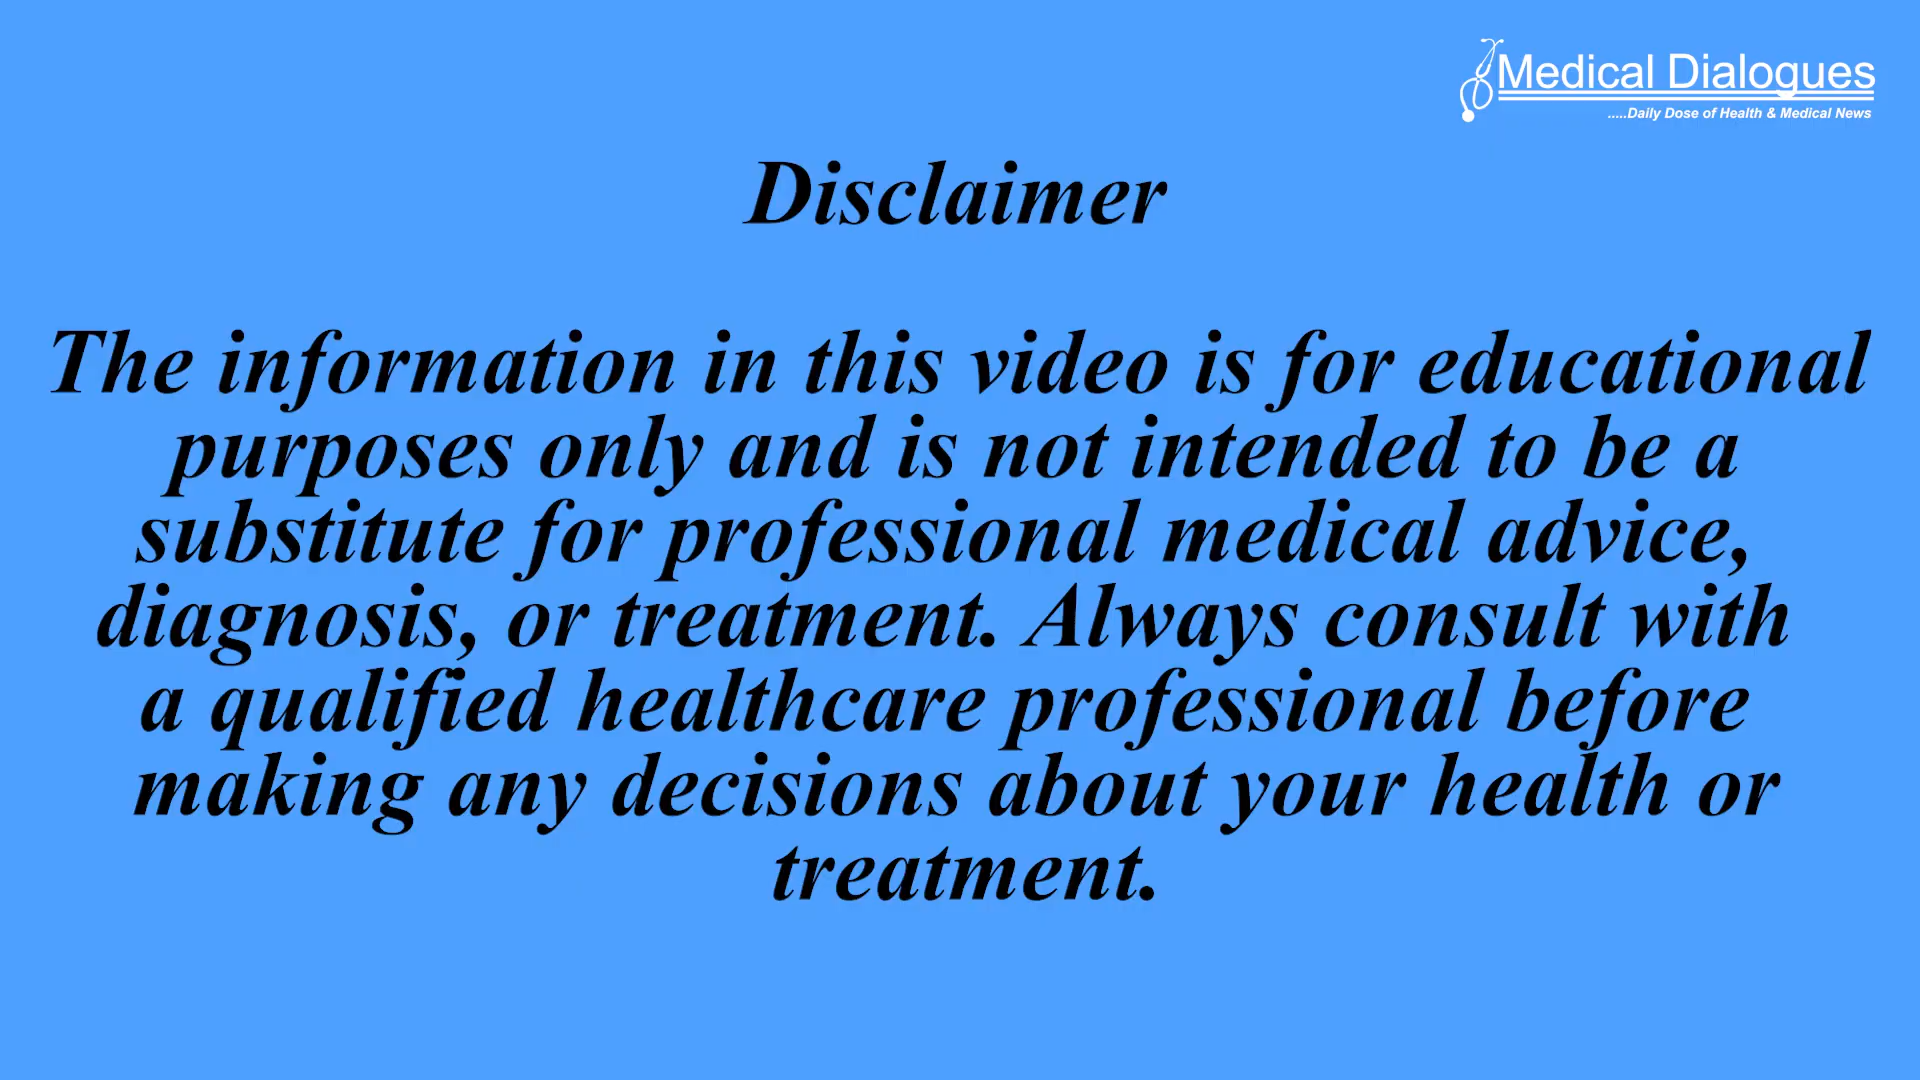 Medical Dialogues
.....Daily Dose of Health & Medical News
Disclaimer
The information in this video is for educational
purposes only and is not intended to be a
substitute for professional medical advice,
diagnosis, or treatment. Always consult with
a qualified healthcare professional before
making any decisions about your health or
treatment.